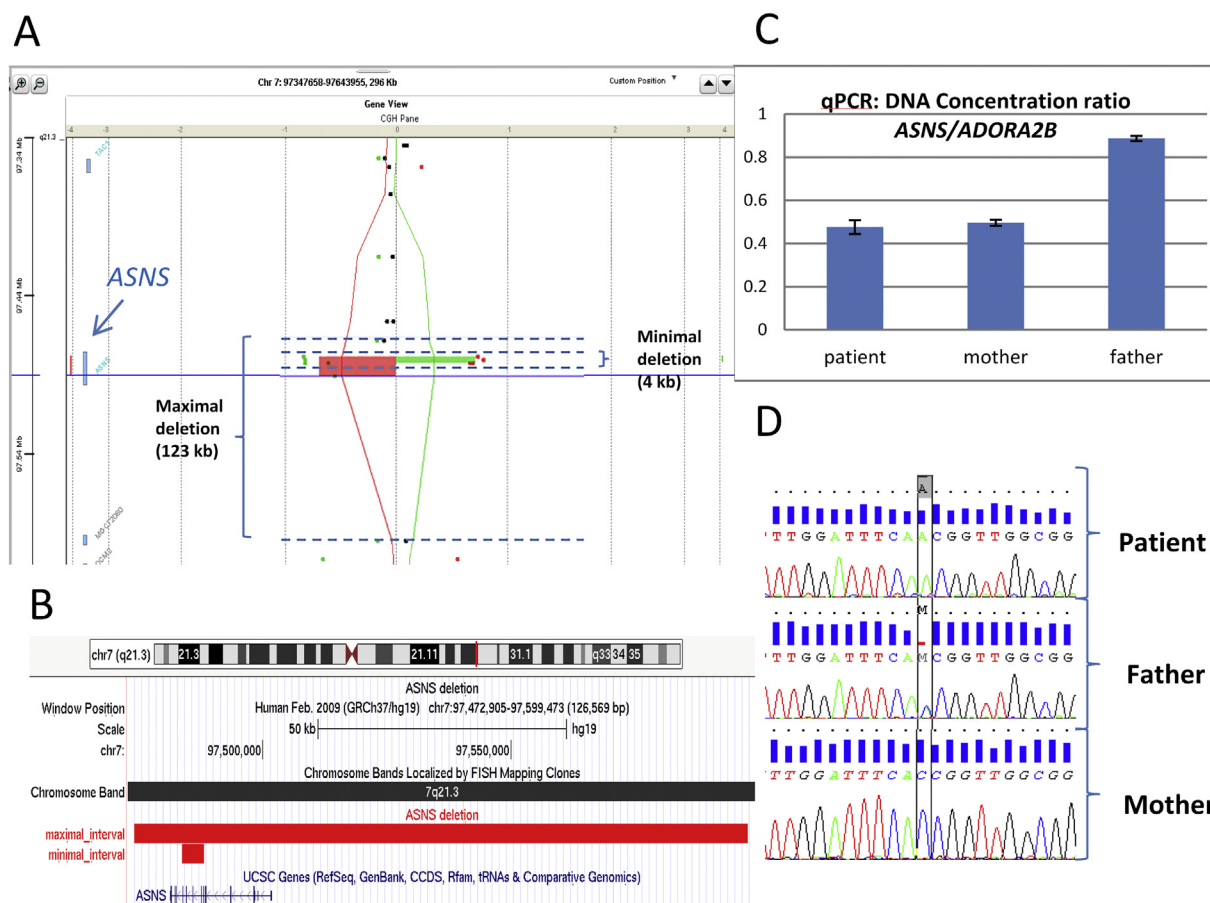 A
Chr 7: 97347658-97643955, 296 Kb
Custom Position
Gene View
CGH Pane
-4 -3 -2 -1 0 1 2 3 4
q21.3
TAC1
97.34 Mb
ASNS
97.44 Mb
Minimal
deletion
(4 kb)
ASNS
Maximal
deletion
(123 kb)
97.54 Mb
B
chr7 (q21.3) 21.3 21.11 31.1 q33 34 35
ASNS deletion
Window Position Human Feb. 2009 (GRCh37/hg19) chr7:97,472,905-97,599,473 (126,569 bp)
Scale 50 kb hg19
chr7: 97,500,000 97,550,000
Chromosome Bands Localized by FISH Mapping Clones
Chromosome Band 7q21.3
ASNS deletion
maximal_interval
minimal_interval
UCSC Genes (RefSeq, GenBank, CCDS, Rfam, tRNAs & Comparative Genomics)
ASNS
C
qPCR: DNA Concentration ratio
ASNS/ADORA2B
1
0.8
0.6
0.4
0.2
0
patient mother father
D
A
TTGGATTTCAACGGTTGGCGG
Patient
M
TTGGATTTCAMCGGTTGGCGG
Father
TTGGATTTCACCGGTTGGCGG
Mother